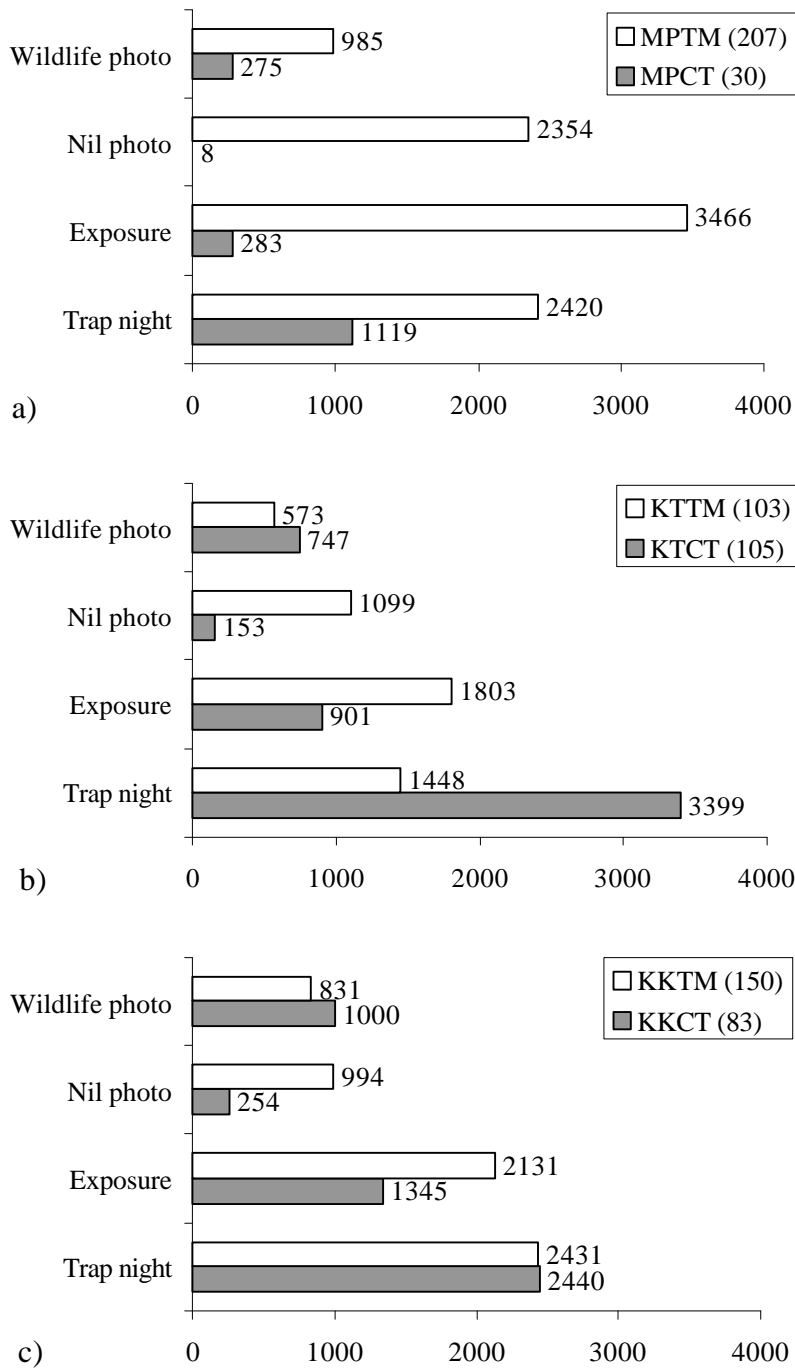 Wildlife photo
985
275
MPTM (207)
MPCT (30)
Nil photo
2354
8
Exposure
3466
283
Trap night
2420
1119
a)
0 1000 2000 3000 4000
Wildlife photo
573
747
KTTM (103)
KTCT (105)
Nil photo
1099
153
Exposure
1803
901
Trap night
1448
3399
b)
0 1000 2000 3000 4000
Wildlife photo
831
1000
KKTM (150)
KKCT (83)
Nil photo
994
254
Exposure
2131
1345
Trap night
2431
2440
c)
0 1000 2000 3000 4000